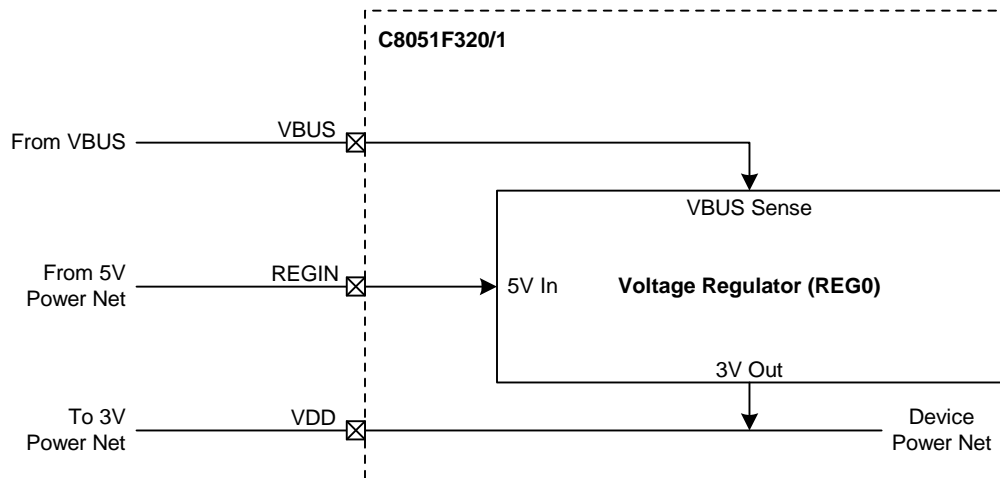 C8051F320/1
From VBUS
VBUS
VBUS Sense
From 5V
Power Net
REGIN
5V In
Voltage Regulator (REG0)
3V Out
To 3V
Power Net
VDD
Device
Power Net